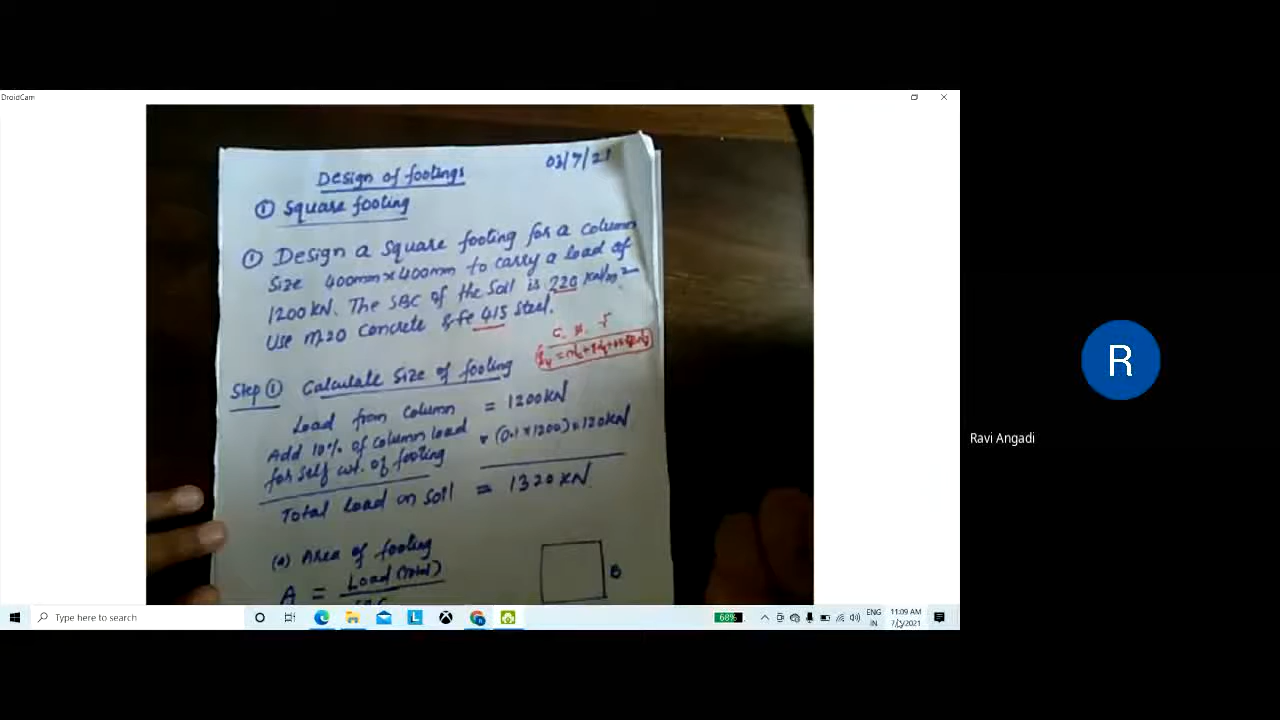 DroidCam
03/7/21
Design of footings
① Square footing
① Design a square footing for a column
size 400mm×400mm to carry a load of
1200 kN. The SBC of the soil is 220 kN/m²
Use M20 Concrete & Fe 415 Steel.
Step ① Calculate Size of footing
Load from column = 1200 kN
Add 10% of column load
for self wt. of footing
(0.1×1200) = 120 kN
Total Load on Soil = 1320 kN
(a) Area of footing
A = Load (Total)
B
R
Ravi Angadi
Type here to search
68%
ENG
IN
11:09 AM